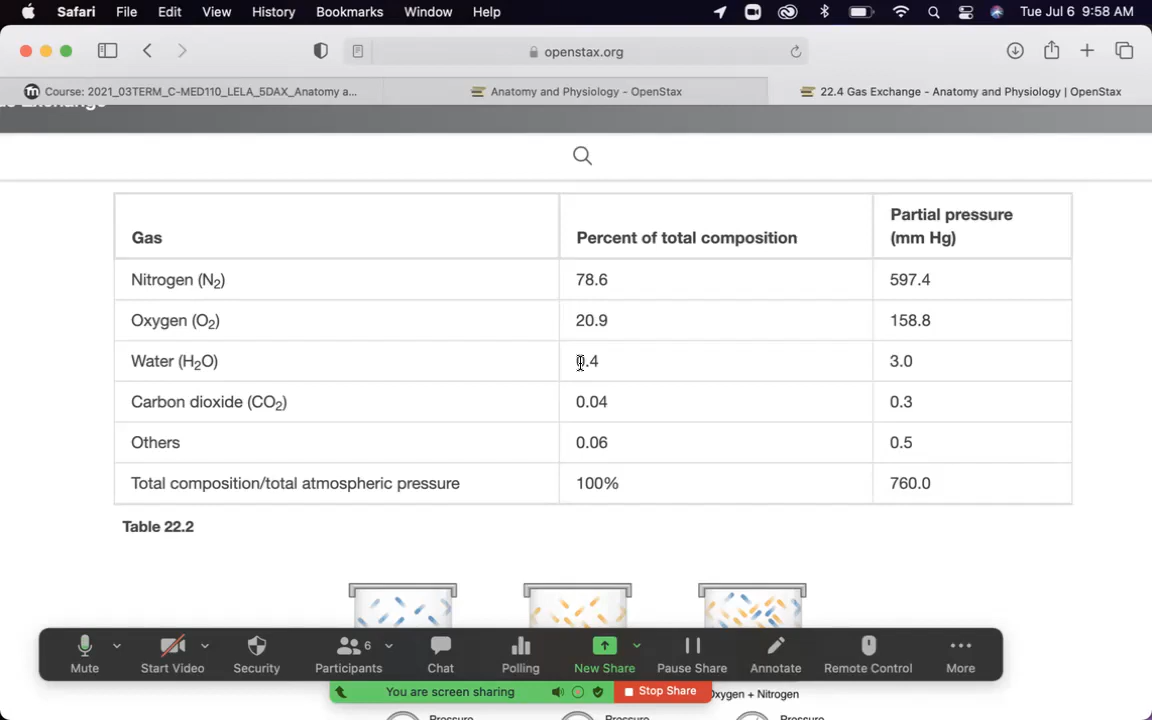 Safari File Edit View History Bookmarks Window Help Tue Jul 6 9:58 AM
openstax.org
Course: 2021_03TERM_C-MED110_LELA_5DAX_Anatomy a... Anatomy and Physiology - OpenStax 22.4 Gas Exchange - Anatomy and Physiology | OpenStax
Gas Percent of total composition Partial pressure
(mm Hg)
Nitrogen (N₂) 78.6 597.4
Oxygen (O₂) 20.9 158.8
Water (H₂O) 0.4 3.0
Carbon dioxide (CO₂) 0.04 0.3
Others 0.06 0.5
Total composition/total atmospheric pressure 100% 760.0
Table 22.2
6
Mute Start Video Security Participants Chat Polling New Share Pause Share Annotate Remote Control More
You are screen sharing Stop Share
Oxygen + Nitrogen
Pressure Pressure Pressure